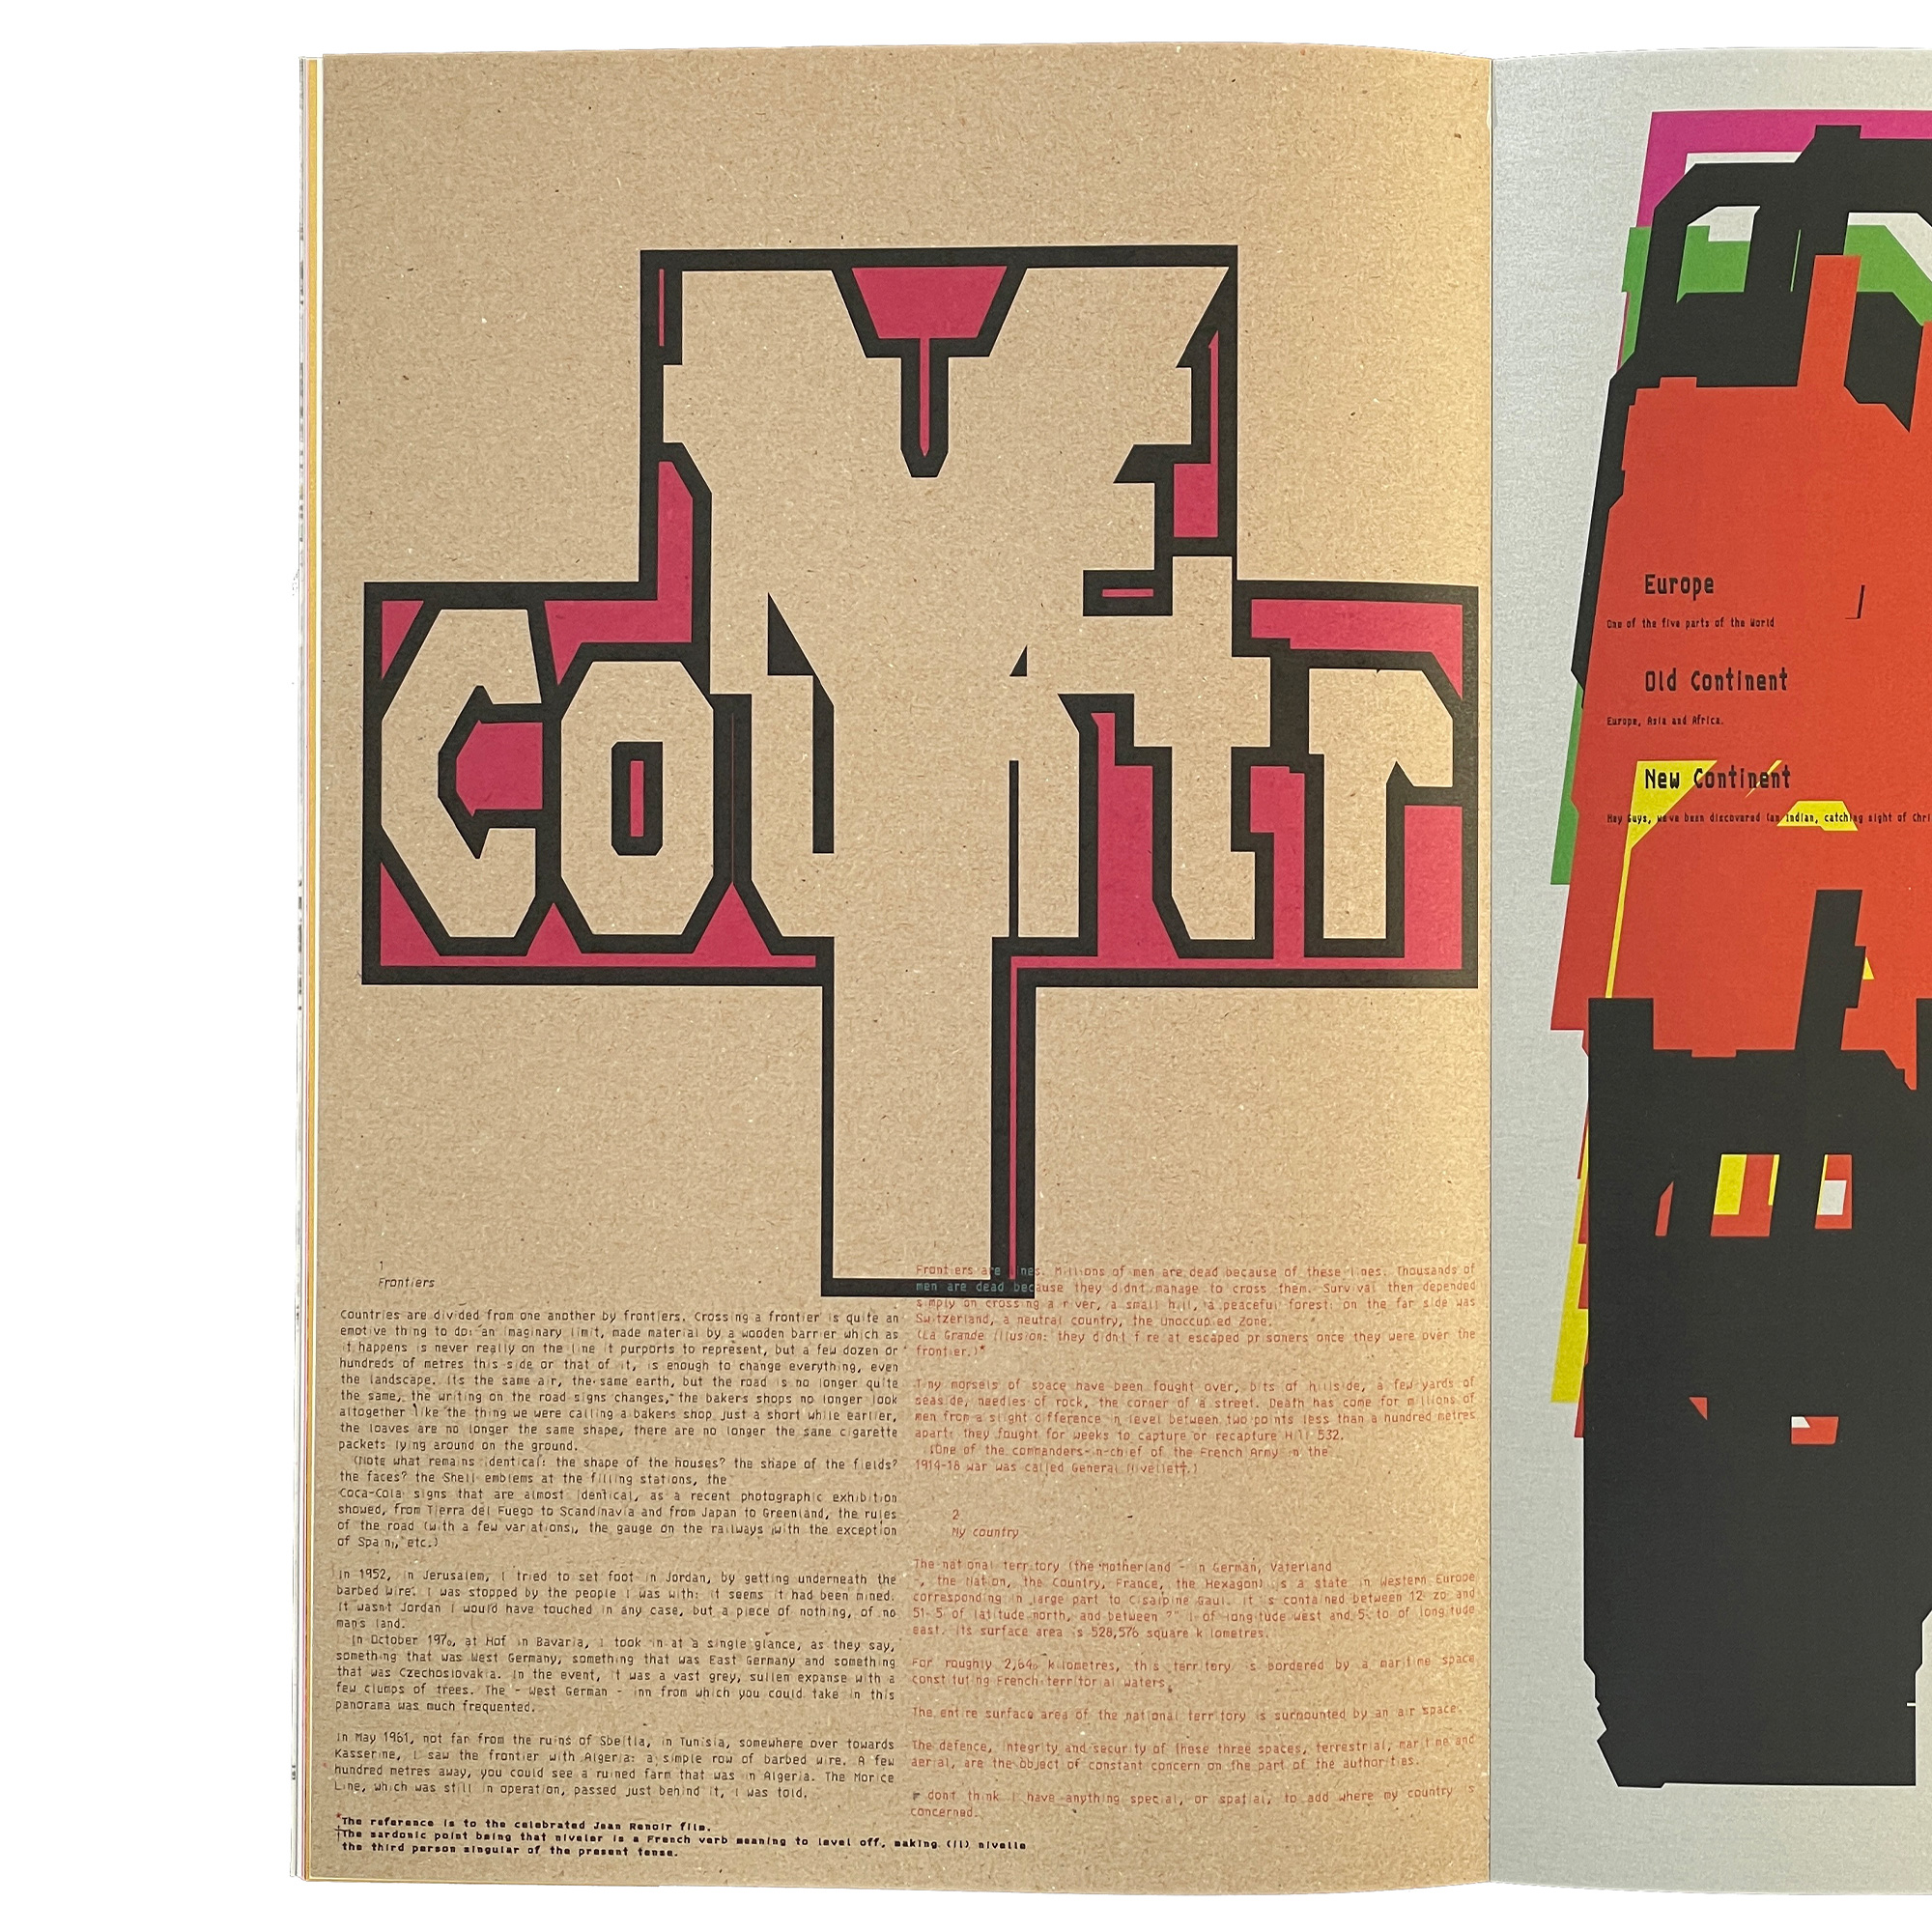 My
Country
1
Frontiers
Countries are divided from one another by frontiers. Crossing a frontier is quite an
emotive thing to do: an imaginary limit, made material by a wooden barrier which as
it happens is never really on the line it purports to represent, but a few dozen or
hundreds of metres this side or that of it, is enough to change everything, even
the landscape. Its the same air, the same earth, but the road is no longer quite
the same, the writing on the road signs changes, the bakers shops no longer look
altogether like the thing we were calling a bakers shop just a short while earlier,
the loaves are no longer the same shape, there are no longer the same cigarette
packets lying around on the ground.
(Note what remains identical: the shape of the houses? the shape of the fields?
the faces? the Shell emblems at the filling stations, the
Coca-Cola signs that are almost identical, as a recent photographic exhibition
showed, from Tierra del Fuego to Scandinavia and from Japan to Greenland, the rules
of the road (with a few variations), the gauge on the railways (with the exception
of Spain), etc.)
In 1952, in Jerusalem, I tried to set foot in Jordan, by getting underneath the
barbed wire. I was stopped by the people I was with: it seems it had been mined.
It wasnt Jordan I would have touched in any case, but a piece of nothing, of no
mans land.
In October 1970, at Hof in Bavaria, I took in at a single glance, as they say,
something that was West Germany, something that was East Germany and something
that was Czechoslovakia. In the event, it was a vast grey, sullen expanse with a
few clumps of trees. The - West German - inn from which you could take in this
panorama was much frequented.
In May 1961, not far from the ruins of Sbeitla, in Tunisia, somewhere over towards
Kasserine, I saw the frontier with Algeria: a simple row of barbed wire. A few
hundred metres away, you could see a ruined farm that was in Algeria. The Morice
Line, which was still in operation, passed just behind it, I was told.
*The reference is to the celebrated Jean Renoir film.
†The sardonic point being that niveler is a French verb meaning to level off, making (il) nivelle
the third person singular of the present tense.
Frontiers are lines. Millions of men are dead because of these lines. Thousands of
men are dead because they didnt manage to cross them. Survival then depended
simply on crossing a river, a small hill, a peaceful forest: on the far side was
Switzerland, a neutral country, the unoccupied Zone.
(La Grande Illusion: they didnt fire at escaped prisoners once they were over the
frontier.)*
Tiny morsels of space have been fought over, bits of hillside, a few yards of
seaside, needles of rock, the corner of a street. Death has come for millions of
men from a slight difference in level between two points less than a hundred metres
apart: they fought for weeks to capture or recapture Hill 532.
(One of the commanders-in-chief of the French Army in the
1914-18 war was called General Nivelle†.)
2
My country
The national territory (the Motherland - in German, Vaterland
-, the Nation, the Country, France, the Hexagon) is a state in Western Europe
corresponding in large part to Cisalpine Gaul. It is contained between
of latitude north, and between of longitude west and of longitude
east. Its surface area is 528,576 square kilometres.
For roughly kilometres, this territory is bordered by a maritime space
constituting French territorial waters.
The entire surface area of the national territory is surmounted by an air space.
The defence, integrity and security of these three spaces, terrestrial, maritime and
aerial, are the object of constant concern on the part of the authorities.
I dont think I have anything special, or spatial, to add where my country is
concerned.
Europe
One of the five parts of the World
Old Continent
Europe, Asia and Africa.
New Continent
Hey Guys, weve been discovered (an Indian, catching sight of Chri